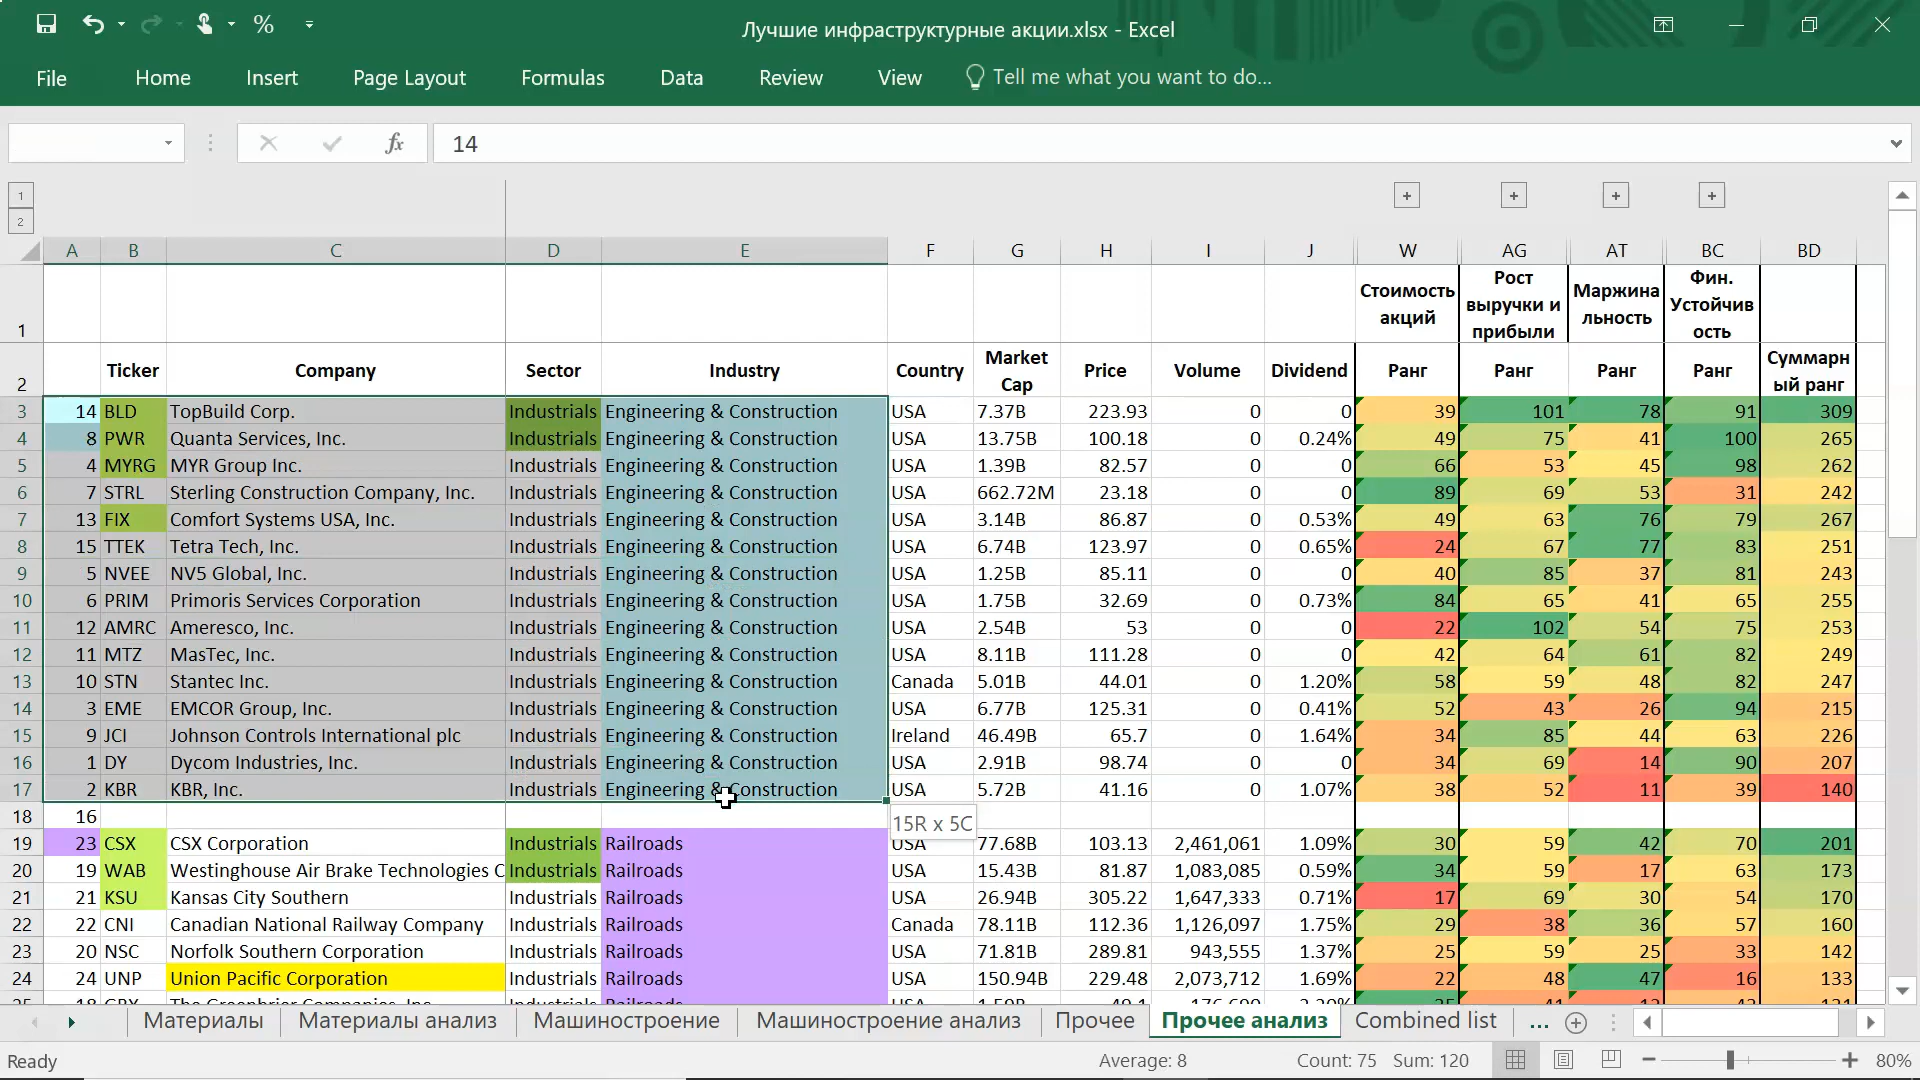 Лучшие инфраструктурные акции.xlsx - Excel
%
File Home Insert Page Layout Formulas Data Review View Tell me what you want to do...
fx 14
1
2
A B C D E F G H I J W AG AT BC BD
1 Стоимость акций Рост выручки и прибыли Маржинальность Фин. Устойчивость
2 Ticker Company Sector Industry Country Market Cap Price Volume Dividend Ранг Ранг Ранг Ранг Суммарный ранг
3 14 BLD TopBuild Corp. Industrials Engineering & Construction USA 7.37B 223.93 0 0 39 101 78 91 309
4 8 PWR Quanta Services, Inc. Industrials Engineering & Construction USA 13.75B 100.18 0 0.24% 49 75 41 100 265
5 4 MYRG MYR Group Inc. Industrials Engineering & Construction USA 1.39B 82.57 0 0 66 53 45 98 262
6 7 STRL Sterling Construction Company, Inc. Industrials Engineering & Construction USA 662.72M 23.18 0 0 89 69 53 31 242
7 13 FIX Comfort Systems USA, Inc. Industrials Engineering & Construction USA 3.14B 86.87 0 0.53% 49 63 76 79 267
8 15 TTEK Tetra Tech, Inc. Industrials Engineering & Construction USA 6.74B 123.97 0 0.65% 24 67 77 83 251
9 5 NVEE NV5 Global, Inc. Industrials Engineering & Construction USA 1.25B 85.11 0 0 40 85 37 81 243
10 6 PRIM Primoris Services Corporation Industrials Engineering & Construction USA 1.75B 32.69 0 0.73% 84 65 41 65 255
11 12 AMRC Ameresco, Inc. Industrials Engineering & Construction USA 2.54B 53 0 0 22 102 54 75 253
12 11 MTZ MasTec, Inc. Industrials Engineering & Construction USA 8.11B 111.28 0 0 42 64 61 82 249
13 10 STN Stantec Inc. Industrials Engineering & Construction Canada 5.01B 44.01 0 1.20% 58 59 48 82 247
14 3 EME EMCOR Group, Inc. Industrials Engineering & Construction USA 6.77B 125.31 0 0.41% 52 43 26 94 215
15 9 JCI Johnson Controls International plc Industrials Engineering & Construction Ireland 46.49B 65.7 0 1.64% 34 85 44 63 226
16 1 DY Dycom Industries, Inc. Industrials Engineering & Construction USA 2.91B 98.74 0 0 34 69 14 90 207
17 2 KBR KBR, Inc. Industrials Engineering & Construction USA 5.72B 41.16 0 1.07% 38 52 11 39 140
18 16
15R x 5C
19 23 CSX CSX Corporation Industrials Railroads USA 77.68B 103.13 2,461,061 1.09% 30 59 42 70 201
20 19 WAB Westinghouse Air Brake Technologies C Industrials Railroads USA 15.43B 81.87 1,083,085 0.59% 34 59 17 63 173
21 21 KSU Kansas City Southern Industrials Railroads USA 26.94B 305.22 1,647,333 0.71% 17 69 30 54 170
22 22 CNI Canadian National Railway Company Industrials Railroads Canada 78.11B 112.36 1,126,097 1.75% 29 38 36 57 160
23 20 NSC Norfolk Southern Corporation Industrials Railroads USA 71.81B 289.81 943,555 1.37% 25 59 25 33 142
24 24 UNP Union Pacific Corporation Industrials Railroads USA 150.94B 229.48 2,073,712 1.69% 22 48 47 16 133
Материалы Материалы анализ Машиностроение Машиностроение анализ Прочее Прочее анализ Combined list ...
Ready Average: 8 Count: 75 Sum: 120 80%